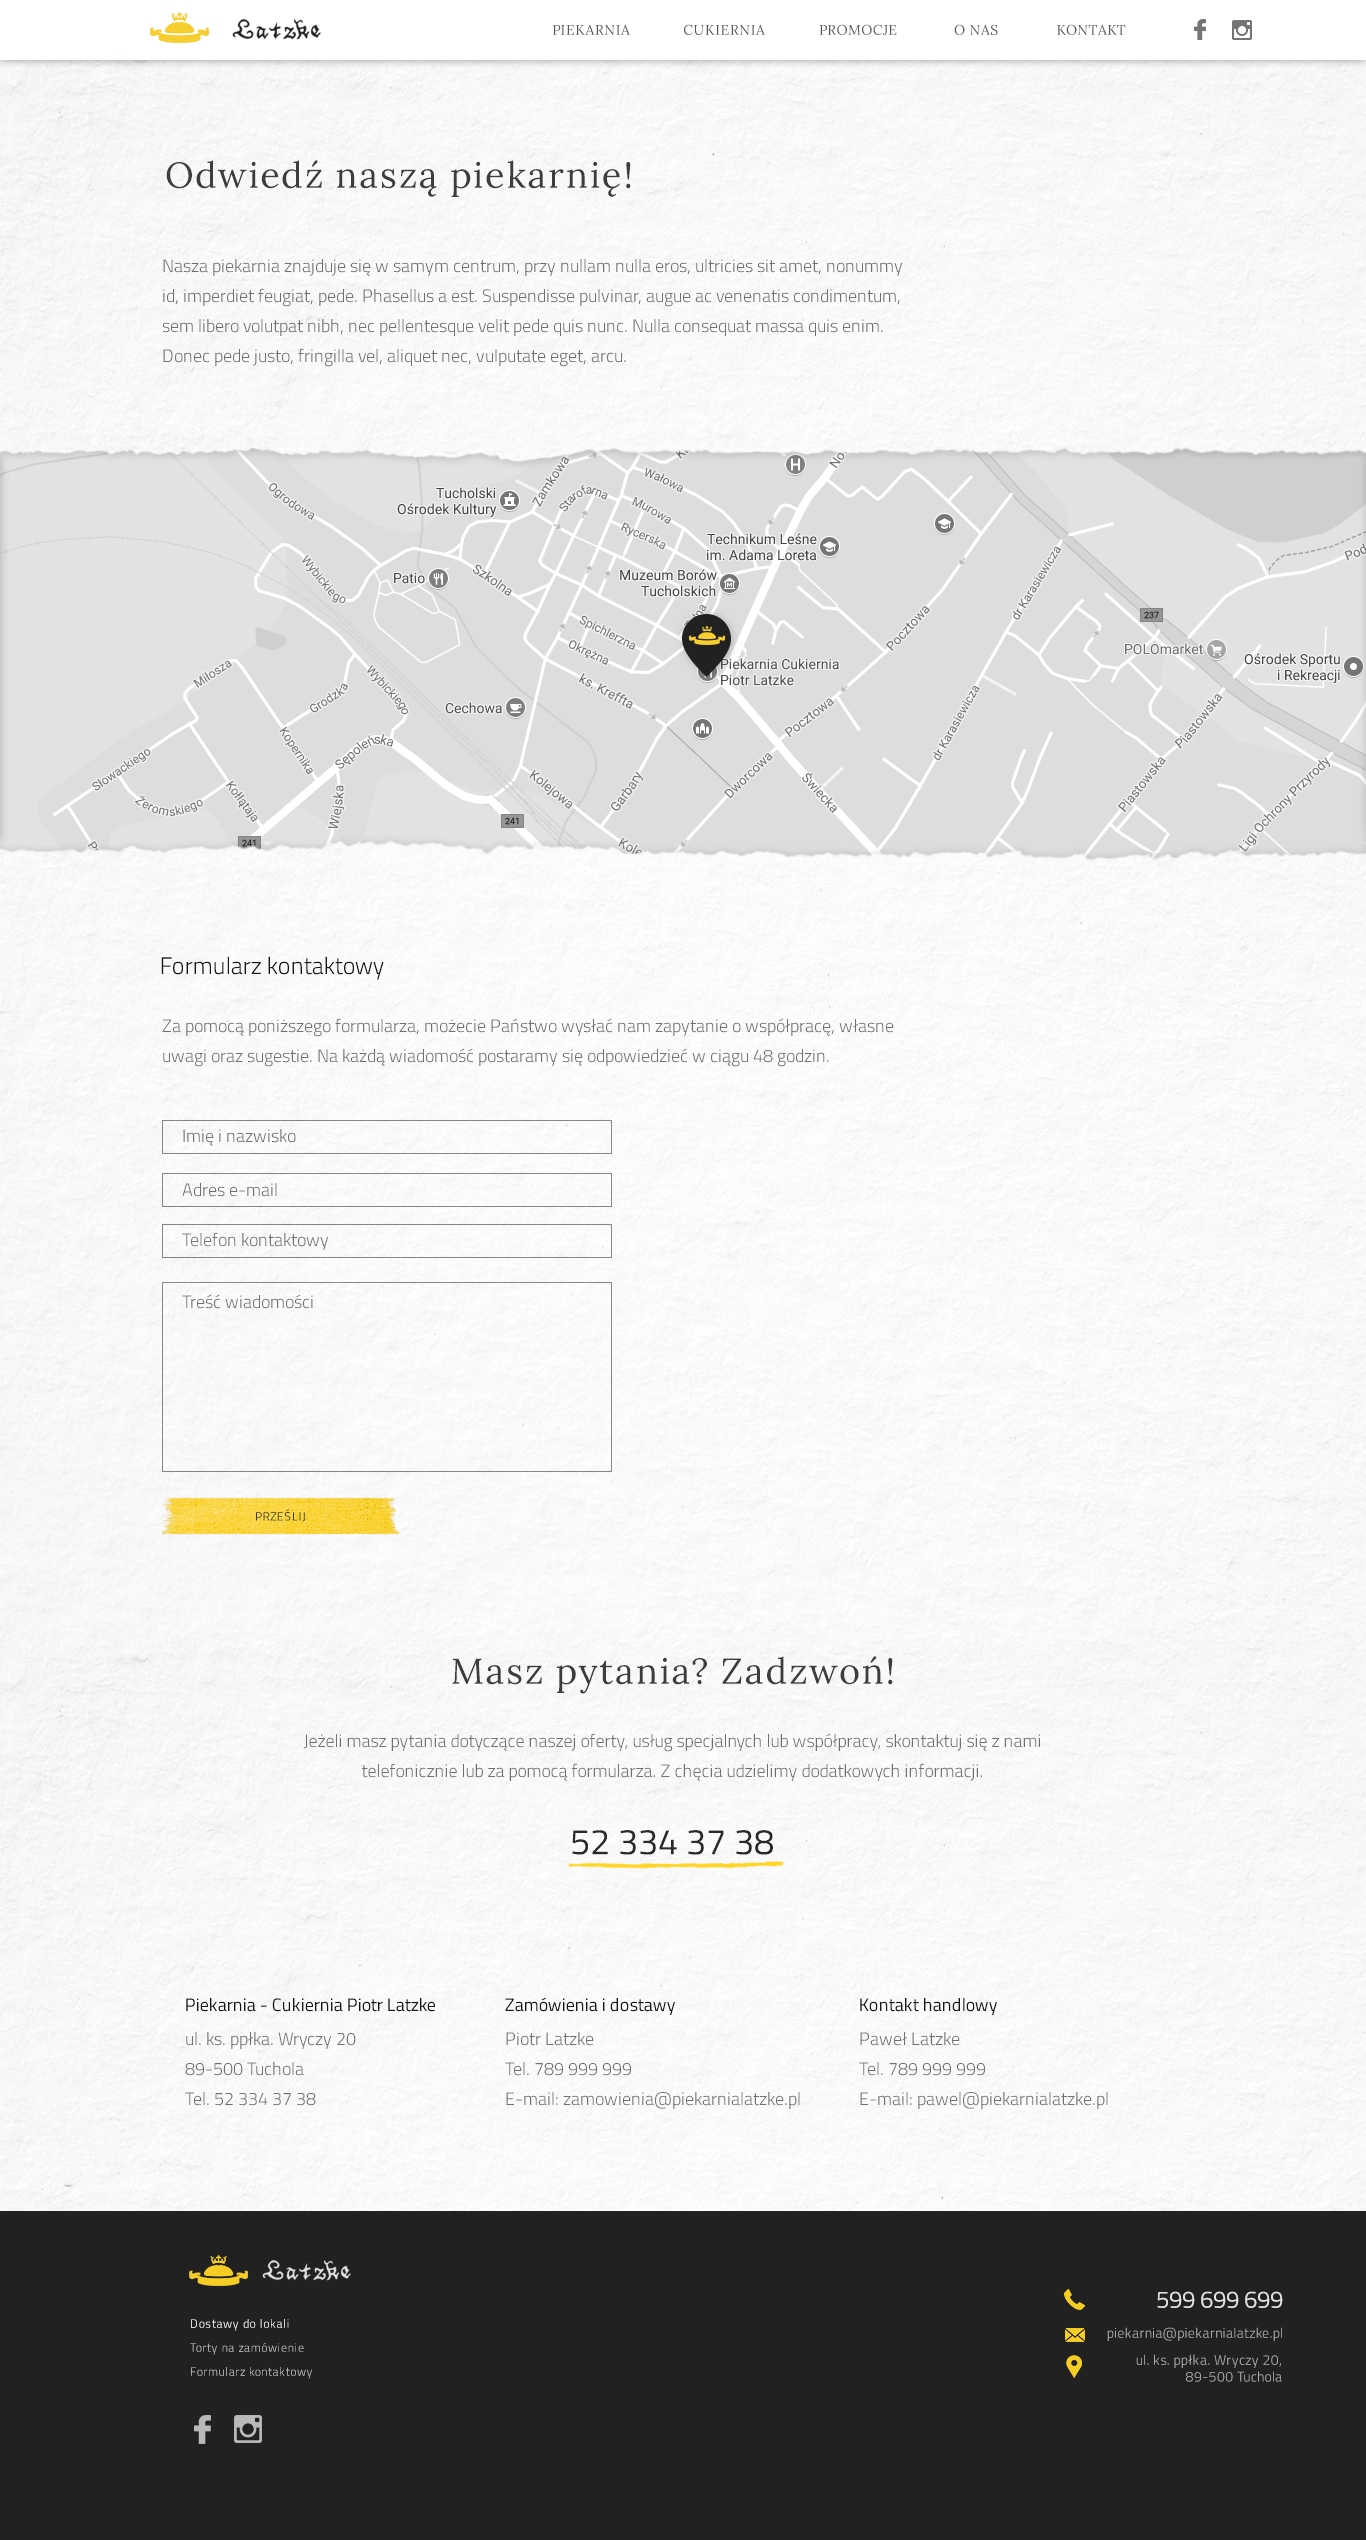 Latzke
PIEKARNIA
CUKIERNIA
PROMOCJE
O NAS
KONTAKT
Odwiedź naszą piekarnię!
Nasza piekarnia znajduje się w samym centrum, przy nullam nulla eros, ultricies sit amet, nonummy
id, imperdiet feugiat, pede. Phasellus a est. Suspendisse pulvinar, augue ac venenatis condimentum,
sem libero volutpat nibh, nec pellentesque velit pede quis nunc. Nulla consequat massa quis enim.
Donec pede justo, fringilla vel, aliquet nec, vulputate eget, arcu.
Ogrodowa
Tucholski
Ośrodek Kultury
Zamkowa
Starofarna
Wałowa
Murowa
Rycerska
H
No
Technikum Leśne
im. Adama Loreta
Muzeum Borów
Tucholskich
Patio
Szkolna
Wybickiego
Spichlerzna
Okrężna
ks. Kreffta
Piekarnia Cukiernia
Piotr Latzke
Pocztowa
dr Karasiewicza
237
POLOmarket
Ośrodek Sportu
i Rekreacji
Pod
Miłosza
Grodzka
Wybickiego
Cechowa
Kopernika
Sępoleńska
Słowackiego
Żeromskiego
Kołłątaja
Wiejska
241
241
Kolejowa
Garbary
Dworcowa
Pocztowa
Świecka
dr Karasiewicza
Piastowska
Piastowska
Ligi Ochrony Przyrody
Formularz kontaktowy
Za pomocą poniższego formularza, możecie Państwo wysłać nam zapytanie o współpracę, własne
uwagi oraz sugestie. Na każdą wiadomość postaramy się odpowiedzieć w ciągu 48 godzin.
Imię i nazwisko
Adres e-mail
Telefon kontaktowy
Treść wiadomości
PRZEŚLIJ
Masz pytania? Zadzwoń!
Jeżeli masz pytania dotyczące naszej oferty, usług specjalnych lub współpracy, skontaktuj się z nami
telefonicznie lub za pomocą formularza. Z chęcia udzielimy dodatkowych informacji.
52 334 37 38
Piekarnia - Cukiernia Piotr Latzke
ul. ks. ppłka. Wryczy 20
89-500 Tuchola
Tel. 52 334 37 38
Zamówienia i dostawy
Piotr Latzke
Tel. 789 999 999
E-mail: zamowienia@piekarnialatzke.pl
Kontakt handlowy
Paweł Latzke
Tel. 789 999 999
E-mail: pawel@piekarnialatzke.pl
Latzke
Dostawy do lokali
Torty na zamówienie
Formularz kontaktowy
599 699 699
piekarnia@piekarnialatzke.pl
ul. ks. ppłka. Wryczy 20,
89-500 Tuchola